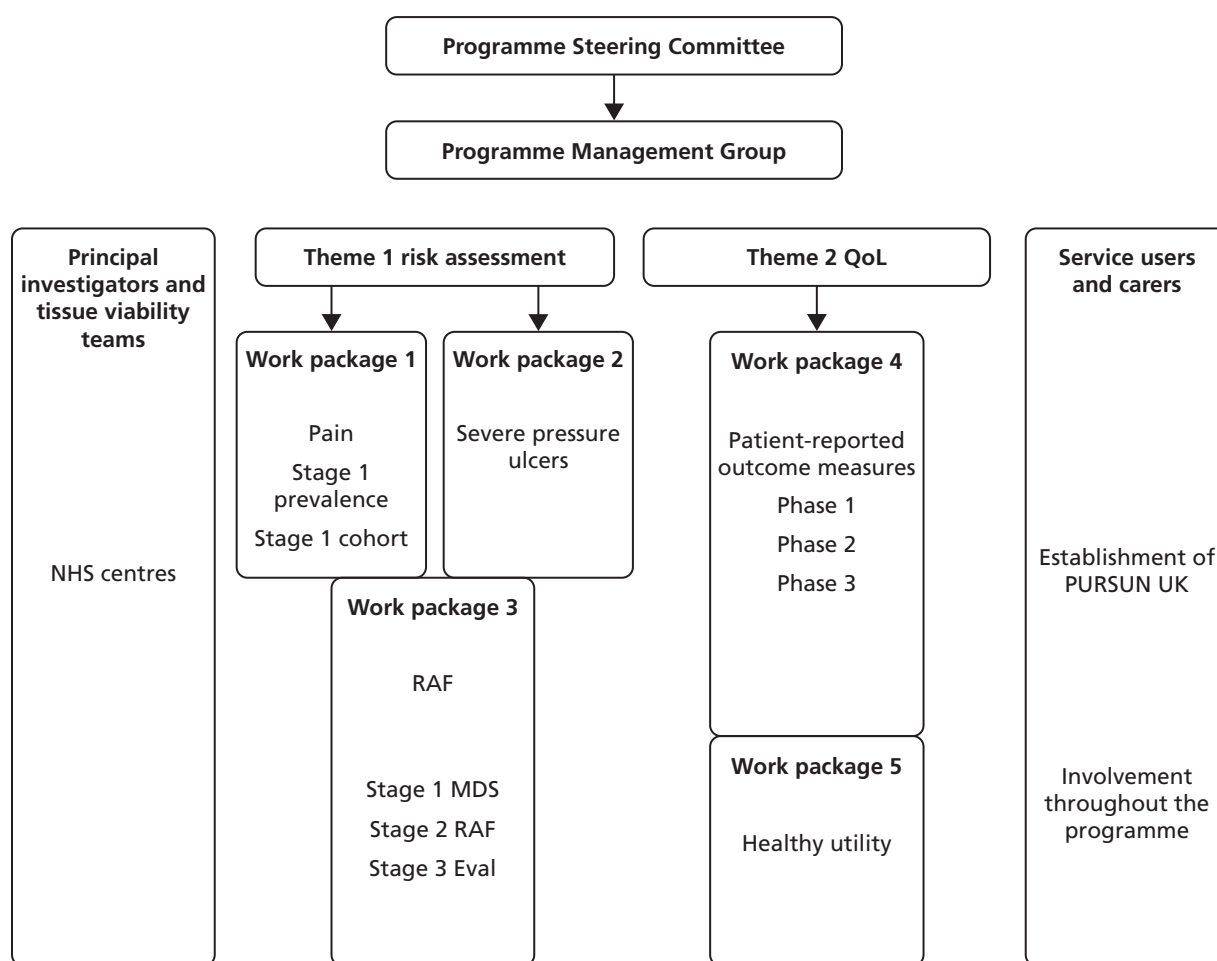 Programme Steering Committee
Programme Management Group
Principal
investigators and
tissue viability
teams
NHS centres
Theme 1 risk assessment
Work package 1
Pain
Stage 1
prevalence
Stage 1 cohort
Work package 2
Severe pressure
ulcers
Work package 3
RAF
Stage 1 MDS
Stage 2 RAF
Stage 3 Eval
Theme 2 QoL
Work package 4
Patient-reported
outcome measures
Phase 1
Phase 2
Phase 3
Work package 5
Healthy utility
Service users
and carers
Establishment of
PURSUN UK
Involvement
throughout the
programme